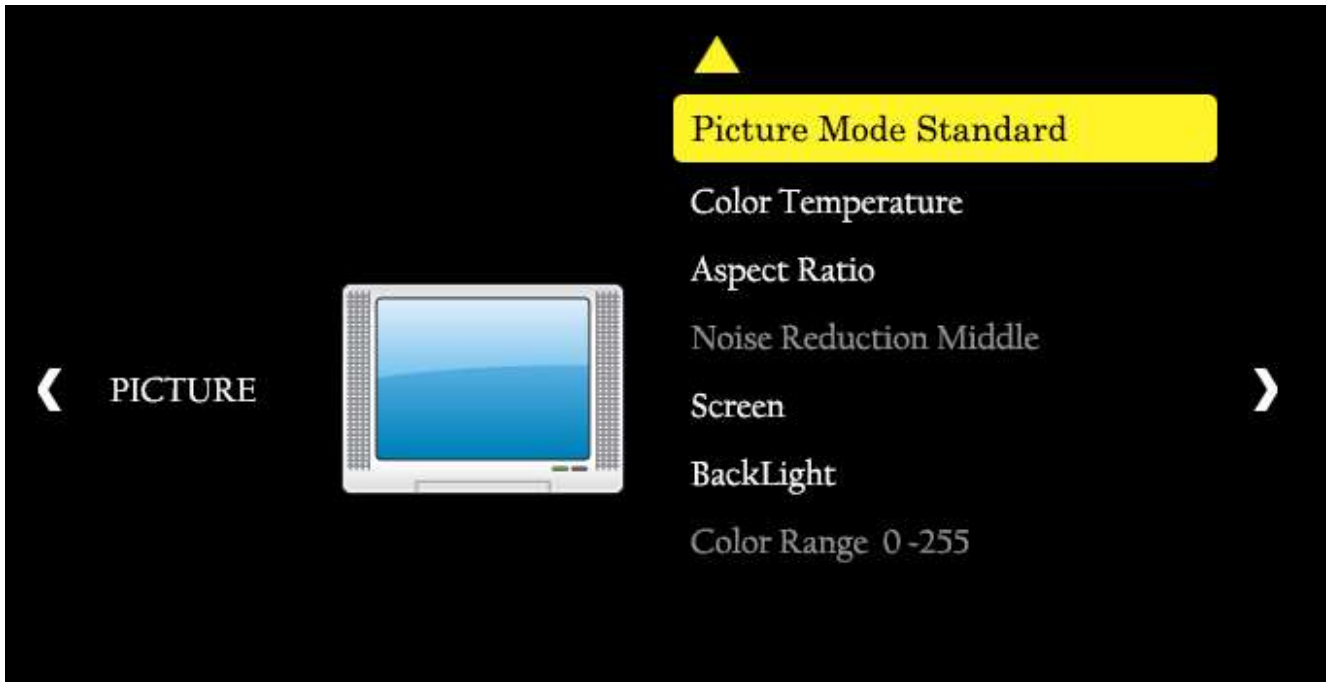 Picture Mode Standard
Color Temperature
Aspect Ratio
Noise Reduction Middle
PICTURE
Screen
BackLight
Color Range 0-255